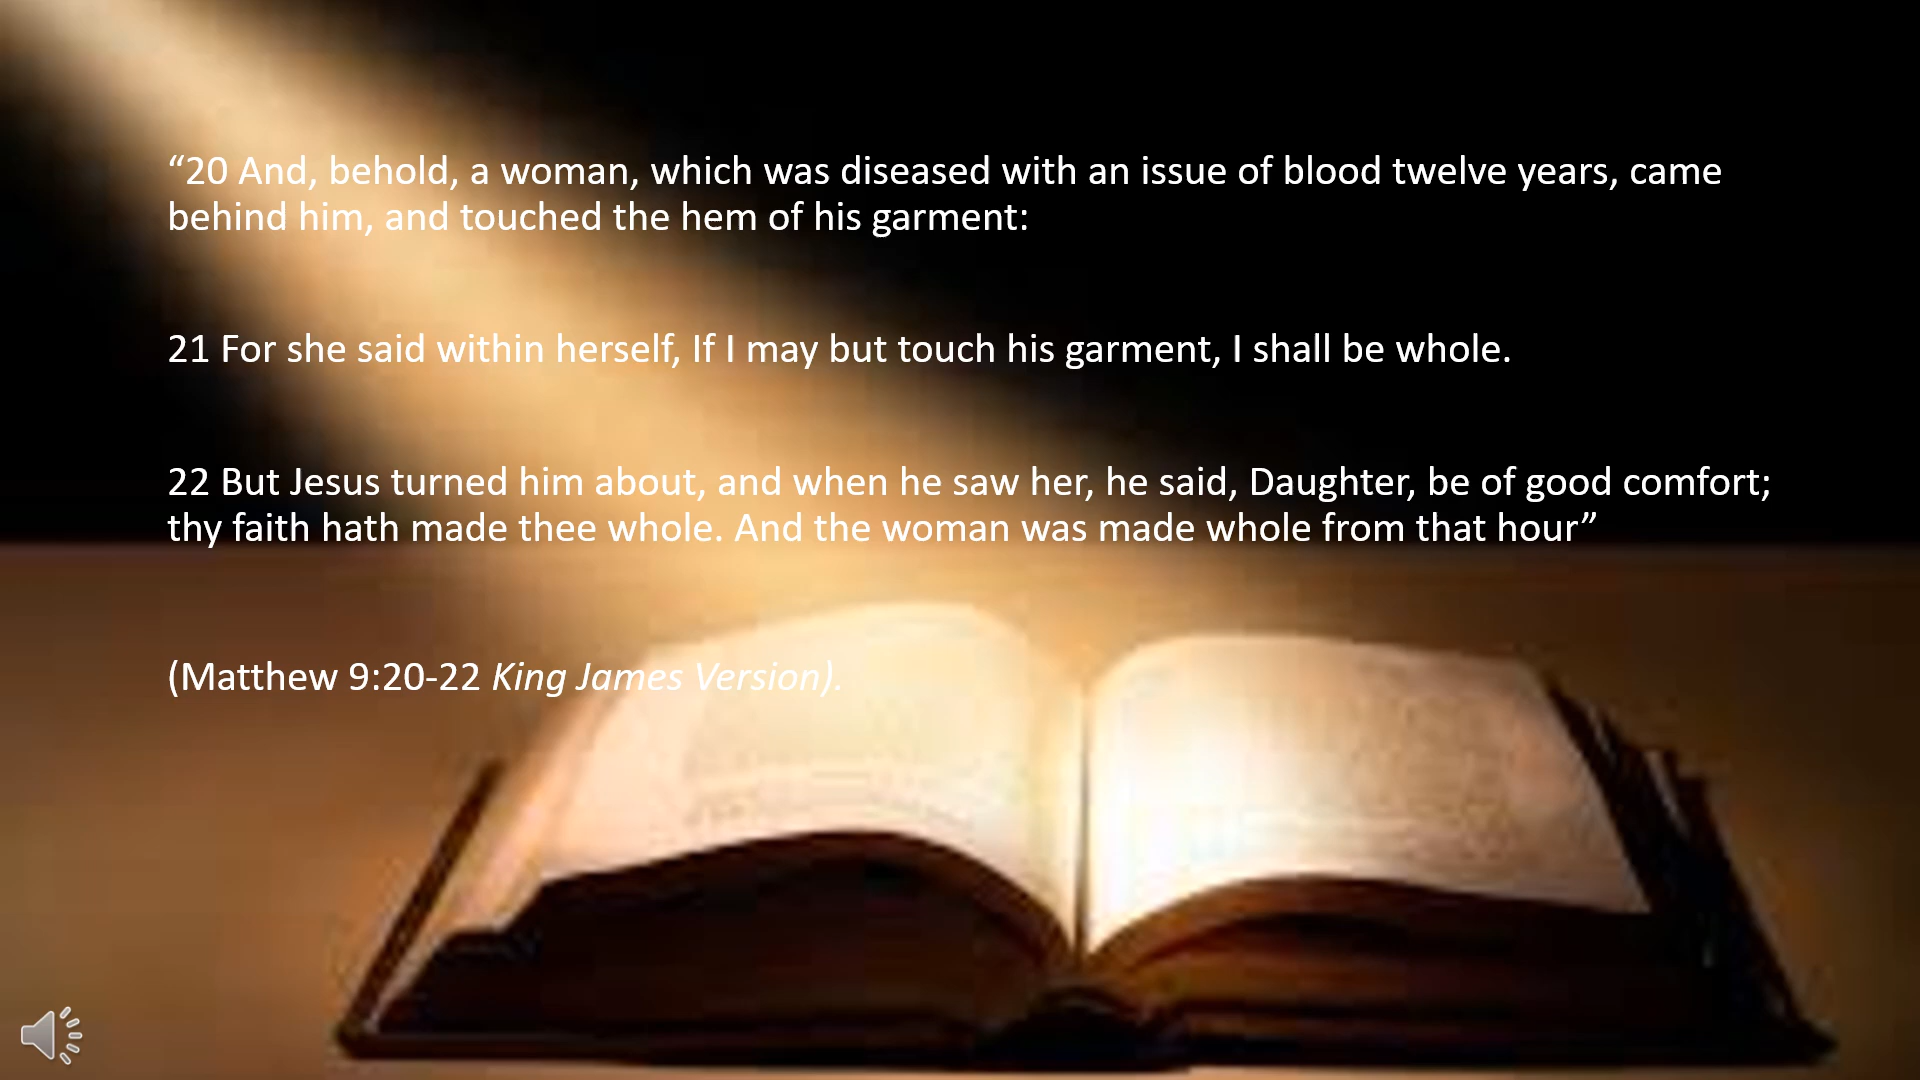 “20 And, behold, a woman, which was diseased with an issue of blood twelve years, came
behind him, and touched the hem of his garment:
21 For she said within herself, If I may but touch his garment, I shall be whole.
22 But Jesus turned him about, and when he saw her, he said, Daughter, be of good comfort;
thy faith hath made thee whole. And the woman was made whole from that hour”
(Matthew 9:20-22 King James Version).